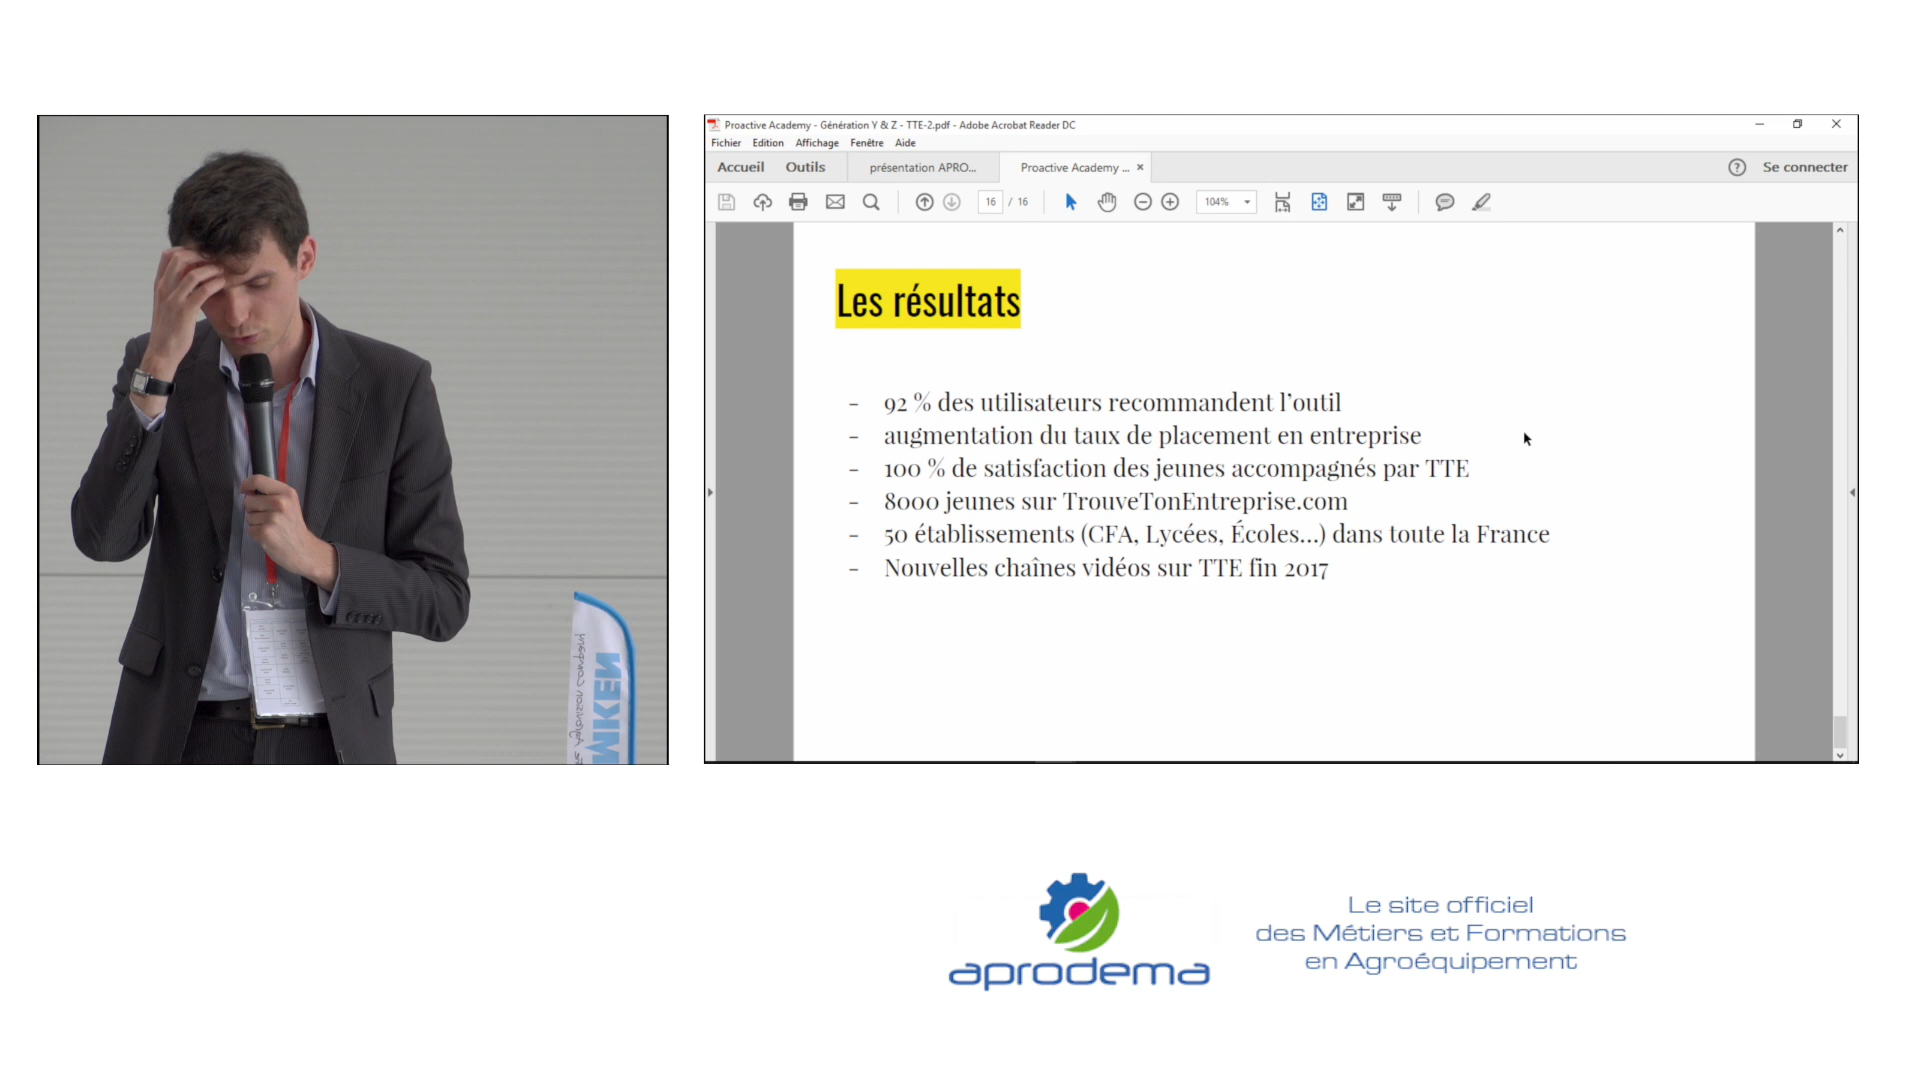 Proactive Academy - Génération Y & Z - TTE-2.pdf - Adobe Acrobat Reader DC
Fichier Edition Affichage Fenêtre Aide
Accueil Outils présentation APRO... Proactive Academy ... × Se connecter
16 / 16 104%
Les résultats
- 92 % des utilisateurs recommandent l'outil
- augmentation du taux de placement en entreprise
- 100 % de satisfaction des jeunes accompagnés par TTE
- 8000 jeunes sur TrouveTonEntreprise.com
- 50 établissements (CFA, Lycées, Écoles...) dans toute la France
- Nouvelles chaînes vidéos sur TTE fin 2017
aprodema
Le site officiel
des Métiers et Formations
en Agroéquipement